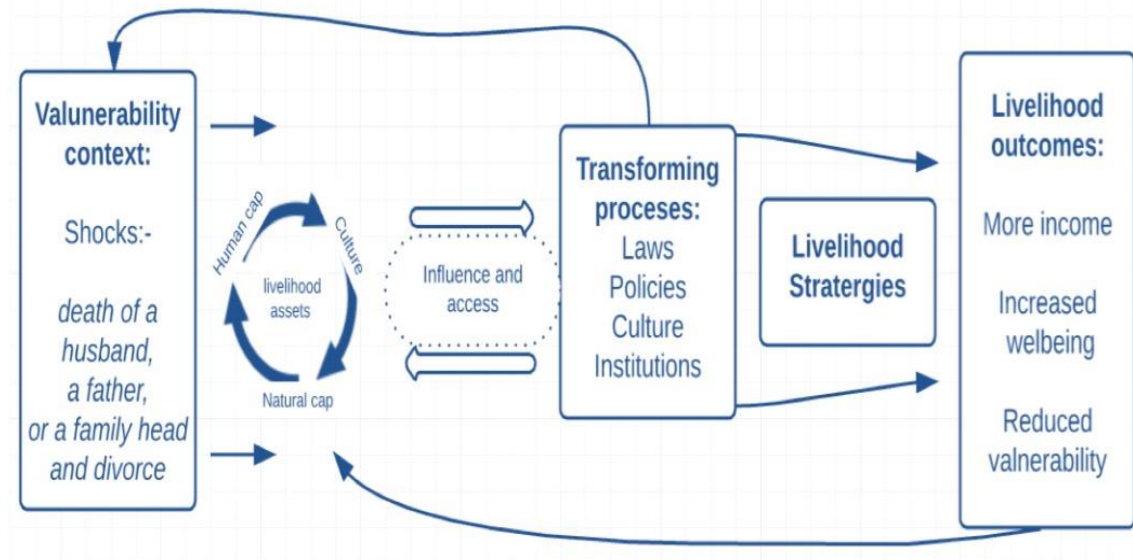 Valunerability
context:
Shocks:-
death of a
husband,
a father,
or a family head
and divorce
Human cap
Culture
livelihood
assets
Natural cap
Influence and
access
Transforming
proceses:
Laws
Policies
Culture
Institutions
Livelihood
Stratergies
Livelihood
outcomes:
More income
Increased
welbeing
Reduced
valnerability